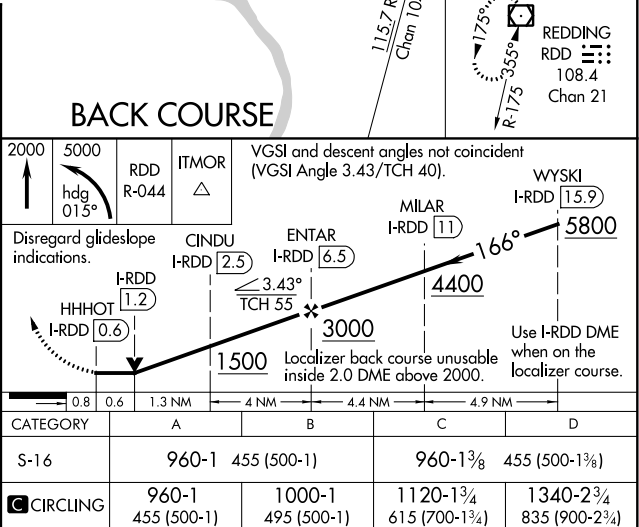 115.7 R
Chan 10
175°
355°
R-175
REDDING
RDD
108.4
Chan 21
BACK COURSE
2000
5000
hdg
015°
RDD
R-044
ITMOR
VGSI and descent angles not coincident
(VGSI Angle 3.43/TCH 40).
Disregard glideslope
indications.
HHHOT
I-RDD 0.6
I-RDD
1.2
CINDU
I-RDD 2.5
3.43°
TCH 55
ENTAR
I-RDD 6.5
MILAR
I-RDD 11
WYSKI
I-RDD 15.9
166°
5800
4400
3000
1500
Localizer back course unusable
inside 2.0 DME above 2000.
Use I-RDD DME
when on the
localizer course.
0.8 0.6 1.3 NM 4 NM 4.4 NM 4.9 NM
CATEGORY A B C D
S-16 960-1 455 (500-1) 960-1⅜ 455 (500-1⅜)
C CIRCLING 960-1 1000-1 1120-1¾ 1340-2¾
455 (500-1) 495 (500-1) 615 (700-1¾) 835 (900-2¾)